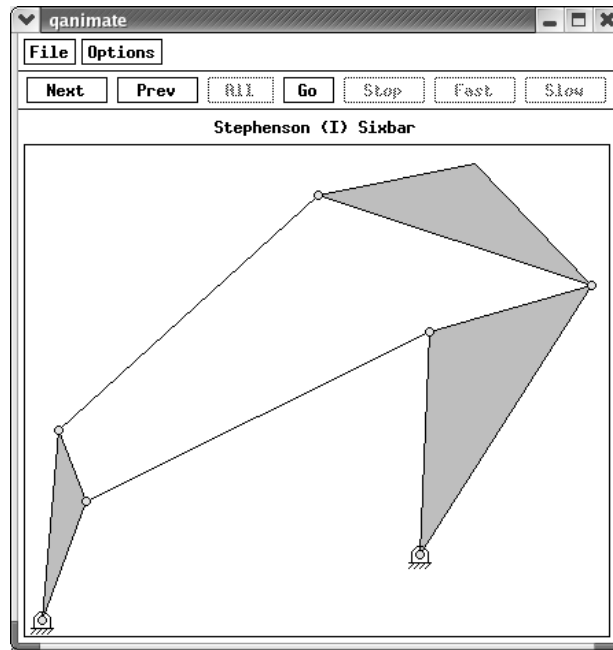 qanimate
File Options
Next Prev All Go Stop Fast Slow
Stephenson (I) Sixbar